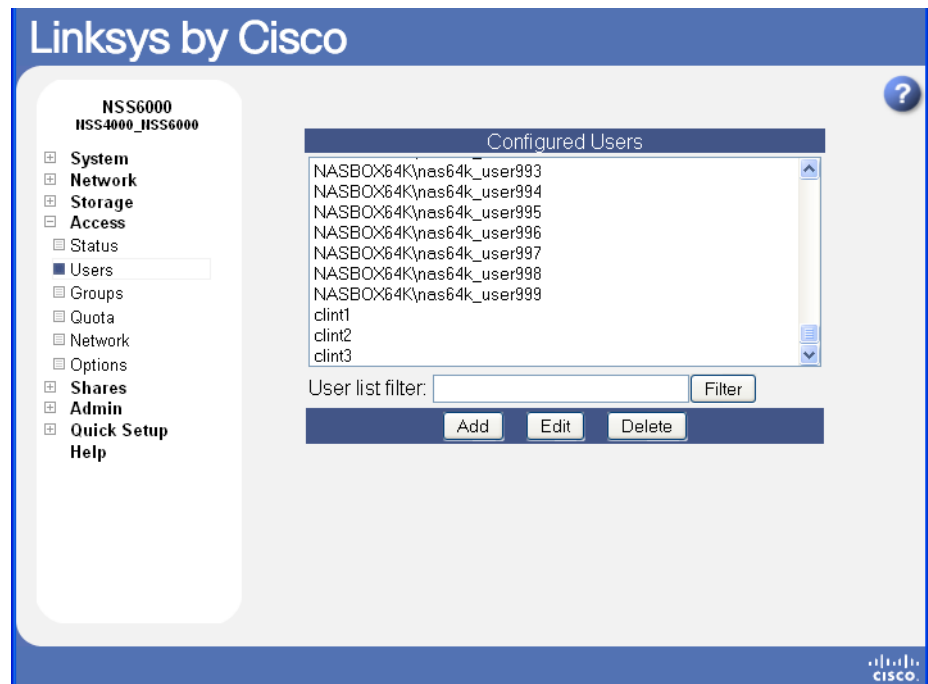 Linksys by Cisco
NSS6000
NSS4000_NSS6000
System
Network
Storage
Access
Status
Users
Groups
Quota
Network
Options
Shares
Admin
Quick Setup
Help
?
Configured Users
NASBOX64K\nas64k_user993
NASBOX64K\nas64k_user994
NASBOX64K\nas64k_user995
NASBOX64K\nas64k_user996
NASBOX64K\nas64k_user997
NASBOX64K\nas64k_user998
NASBOX64K\nas64k_user999
clint1
clint2
clint3
User list filter: Filter
Add Edit Delete
CISCO.